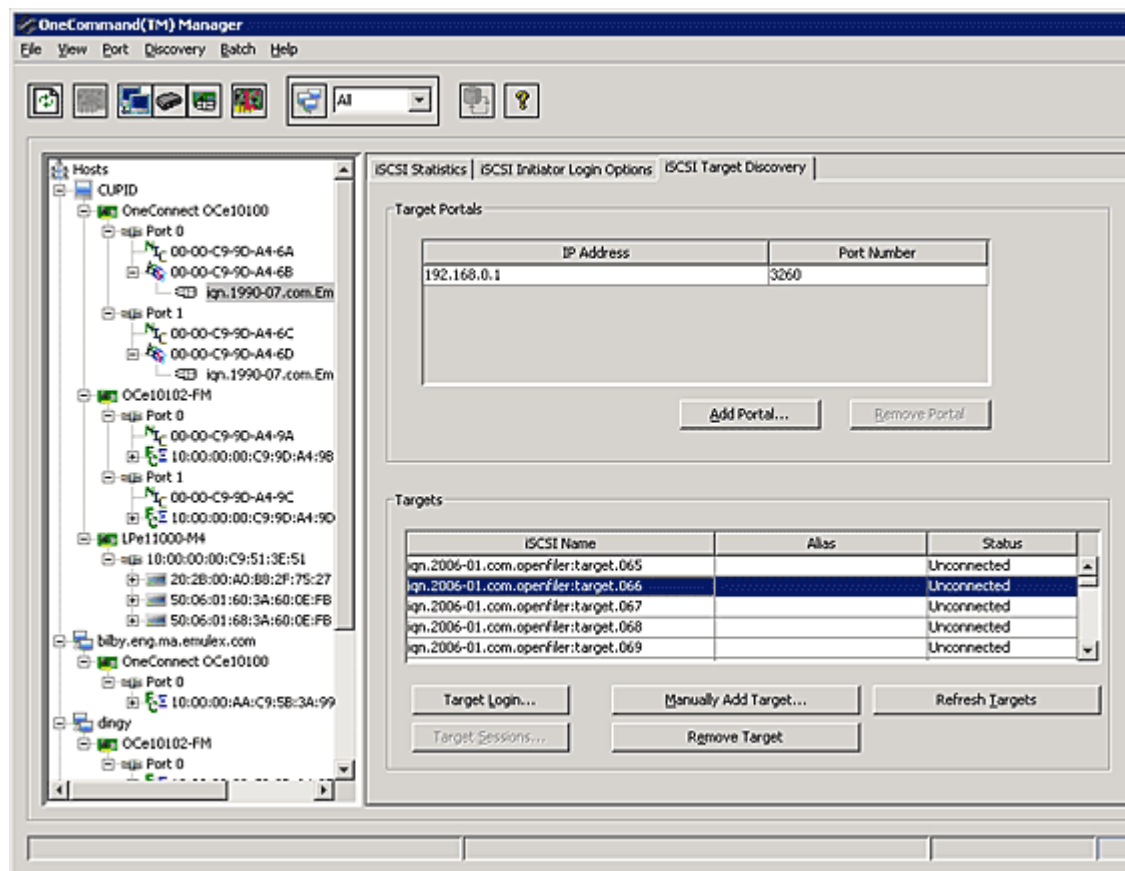 OneCommand(TM) Manager
File View Port Discovery Batch Help
All
Hosts
CUPID
OneConnect OCe10100
Port 0
NIC 00-00-C9-9D-A4-6A
00-00-C9-9D-A4-6B
iqn.1990-07.com.Em
Port 1
NIC 00-00-C9-9D-A4-6C
00-00-C9-9D-A4-6D
iqn.1990-07.com.Em
OCe10102-FM
Port 0
NIC 00-00-C9-9D-A4-9A
10:00:00:00:C9:9D:A4:9B
Port 1
NIC 00-00-C9-9D-A4-9C
10:00:00:00:C9:9D:A4:9D
LPe11000-M4
10:00:00:00:C9:51:3E:51
20:2B:00:A0:B8:2F:75:27
50:06:01:60:3A:60:0E:FB
50:06:01:68:3A:60:0E:FB
bilby.eng.ma.emulex.com
OneConnect OCe10100
Port 0
10:00:00:AA:C9:5B:3A:99
dingy
OCe10102-FM
Port 0
iSCSI Statistics iSCSI Initiator Login Options iSCSI Target Discovery
Target Portals
IP Address Port Number
192.168.0.1 3260
Add Portal... Remove Portal
Targets
iSCSI Name Alias Status
iqn.2006-01.com.openfiler:target.065 Unconnected
iqn.2006-01.com.openfiler:target.066 Unconnected
iqn.2006-01.com.openfiler:target.067 Unconnected
iqn.2006-01.com.openfiler:target.068 Unconnected
iqn.2006-01.com.openfiler:target.069 Unconnected
Target Login... Manually Add Target... Refresh Targets
Target Sessions... Remove Target